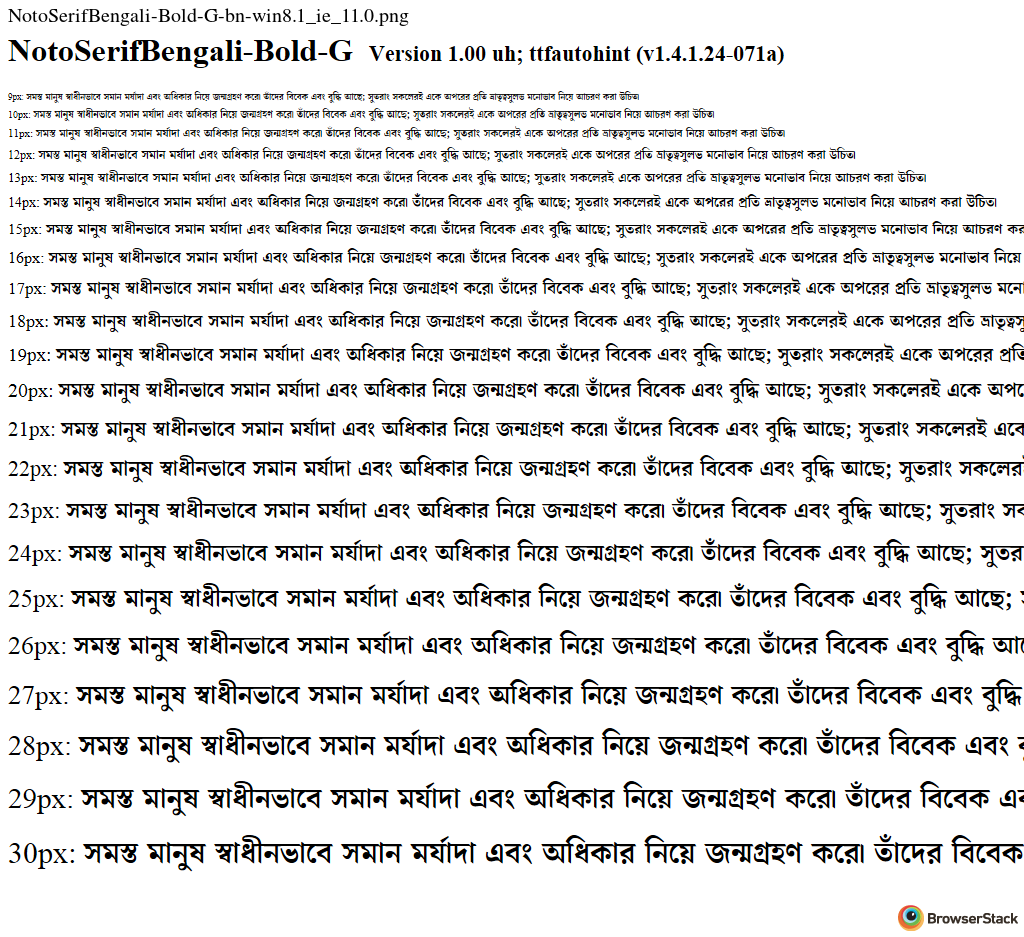 NotoSerifBengali-Bold-G-bn-win8.1_ie_11.0.png
NotoSerifBengali-Bold-G Version 1.00 uh; ttfautohint (v1.4.1.24-071a)
9px: সমস্ত মানুষ স্বাধীনভাবে সমান মর্যাদা এবং অধিকার নিয়ে জন্মগ্রহণ করে। তাঁদের বিবেক এবং বুদ্ধি আছে; সুতরাং সকলেরই একে অপরের প্রতি ভ্রাতৃত্বসুলভ মনোভাব নিয়ে আচরণ করা উচিত।
10px: সমস্ত মানুষ স্বাধীনভাবে সমান মর্যাদা এবং অধিকার নিয়ে জন্মগ্রহণ করে। তাঁদের বিবেক এবং বুদ্ধি আছে; সুতরাং সকলেরই একে অপরের প্রতি ভ্রাতৃত্বসুলভ মনোভাব নিয়ে আচরণ করা উচিত।
11px: সমস্ত মানুষ স্বাধীনভাবে সমান মর্যাদা এবং অধিকার নিয়ে জন্মগ্রহণ করে। তাঁদের বিবেক এবং বুদ্ধি আছে; সুতরাং সকলেরই একে অপরের প্রতি ভ্রাতৃত্বসুলভ মনোভাব নিয়ে আচরণ করা উচিত।
12px: সমস্ত মানুষ স্বাধীনভাবে সমান মর্যাদা এবং অধিকার নিয়ে জন্মগ্রহণ করে। তাঁদের বিবেক এবং বুদ্ধি আছে; সুতরাং সকলেরই একে অপরের প্রতি ভ্রাতৃত্বসুলভ মনোভাব নিয়ে আচরণ করা উচিত।
13px: সমস্ত মানুষ স্বাধীনভাবে সমান মর্যাদা এবং অধিকার নিয়ে জন্মগ্রহণ করে। তাঁদের বিবেক এবং বুদ্ধি আছে; সুতরাং সকলেরই একে অপরের প্রতি ভ্রাতৃত্বসুলভ মনোভাব নিয়ে আচরণ করা উচিত।
14px: সমস্ত মানুষ স্বাধীনভাবে সমান মর্যাদা এবং অধিকার নিয়ে জন্মগ্রহণ করে। তাঁদের বিবেক এবং বুদ্ধি আছে; সুতরাং সকলেরই একে অপরের প্রতি ভ্রাতৃত্বসুলভ মনোভাব নিয়ে আচরণ করা উচিত।
15px: সমস্ত মানুষ স্বাধীনভাবে সমান মর্যাদা এবং অধিকার নিয়ে জন্মগ্রহণ করে। তাঁদের বিবেক এবং বুদ্ধি আছে; সুতরাং সকলেরই একে অপরের প্রতি ভ্রাতৃত্বসুলভ মনোভাব নিয়ে আচরণ কর
16px: সমস্ত মানুষ স্বাধীনভাবে সমান মর্যাদা এবং অধিকার নিয়ে জন্মগ্রহণ করে। তাঁদের বিবেক এবং বুদ্ধি আছে; সুতরাং সকলেরই একে অপরের প্রতি ভ্রাতৃত্বসুলভ মনোভাব নিয়ে
17px: সমস্ত মানুষ স্বাধীনভাবে সমান মর্যাদা এবং অধিকার নিয়ে জন্মগ্রহণ করে। তাঁদের বিবেক এবং বুদ্ধি আছে; সুতরাং সকলেরই একে অপরের প্রতি ভ্রাতৃত্বসুলভ মনো
18px: সমস্ত মানুষ স্বাধীনভাবে সমান মর্যাদা এবং অধিকার নিয়ে জন্মগ্রহণ করে। তাঁদের বিবেক এবং বুদ্ধি আছে; সুতরাং সকলেরই একে অপরের প্রতি ভ্রাতৃত্বসু
19px: সমস্ত মানুষ স্বাধীনভাবে সমান মর্যাদা এবং অধিকার নিয়ে জন্মগ্রহণ করে। তাঁদের বিবেক এবং বুদ্ধি আছে; সুতরাং সকলেরই একে অপরের প্রতি
20px: সমস্ত মানুষ স্বাধীনভাবে সমান মর্যাদা এবং অধিকার নিয়ে জন্মগ্রহণ করে। তাঁদের বিবেক এবং বুদ্ধি আছে; সুতরাং সকলেরই একে অপরে
21px: সমস্ত মানুষ স্বাধীনভাবে সমান মর্যাদা এবং অধিকার নিয়ে জন্মগ্রহণ করে। তাঁদের বিবেক এবং বুদ্ধি আছে; সুতরাং সকলেরই একে
22px: সমস্ত মানুষ স্বাধীনভাবে সমান মর্যাদা এবং অধিকার নিয়ে জন্মগ্রহণ করে। তাঁদের বিবেক এবং বুদ্ধি আছে; সুতরাং সকলের
23px: সমস্ত মানুষ স্বাধীনভাবে সমান মর্যাদা এবং অধিকার নিয়ে জন্মগ্রহণ করে। তাঁদের বিবেক এবং বুদ্ধি আছে; সুতরাং সক
24px: সমস্ত মানুষ স্বাধীনভাবে সমান মর্যাদা এবং অধিকার নিয়ে জন্মগ্রহণ করে। তাঁদের বিবেক এবং বুদ্ধি আছে; সুতর
25px: সমস্ত মানুষ স্বাধীনভাবে সমান মর্যাদা এবং অধিকার নিয়ে জন্মগ্রহণ করে। তাঁদের বিবেক এবং বুদ্ধি আছে;
26px: সমস্ত মানুষ স্বাধীনভাবে সমান মর্যাদা এবং অধিকার নিয়ে জন্মগ্রহণ করে। তাঁদের বিবেক এবং বুদ্ধি আ
27px: সমস্ত মানুষ স্বাধীনভাবে সমান মর্যাদা এবং অধিকার নিয়ে জন্মগ্রহণ করে। তাঁদের বিবেক এবং বুদ্ধি
28px: সমস্ত মানুষ স্বাধীনভাবে সমান মর্যাদা এবং অধিকার নিয়ে জন্মগ্রহণ করে। তাঁদের বিবেক এবং
29px: সমস্ত মানুষ স্বাধীনভাবে সমান মর্যাদা এবং অধিকার নিয়ে জন্মগ্রহণ করে। তাঁদের বিবেক এ
30px: সমস্ত মানুষ স্বাধীনভাবে সমান মর্যাদা এবং অধিকার নিয়ে জন্মগ্রহণ করে। তাঁদের বিবেক
BrowserStack